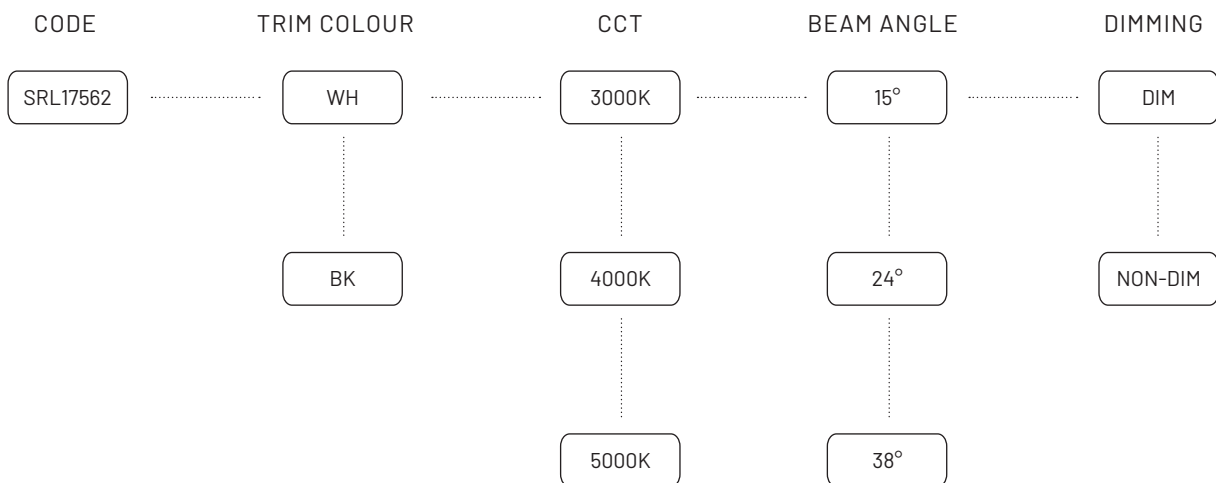 CODE TRIM COLOUR CCT BEAM ANGLE DIMMING
SRL17562 WH 3000K 15° DIM
BK 4000K 24° NON-DIM
5000K 38°